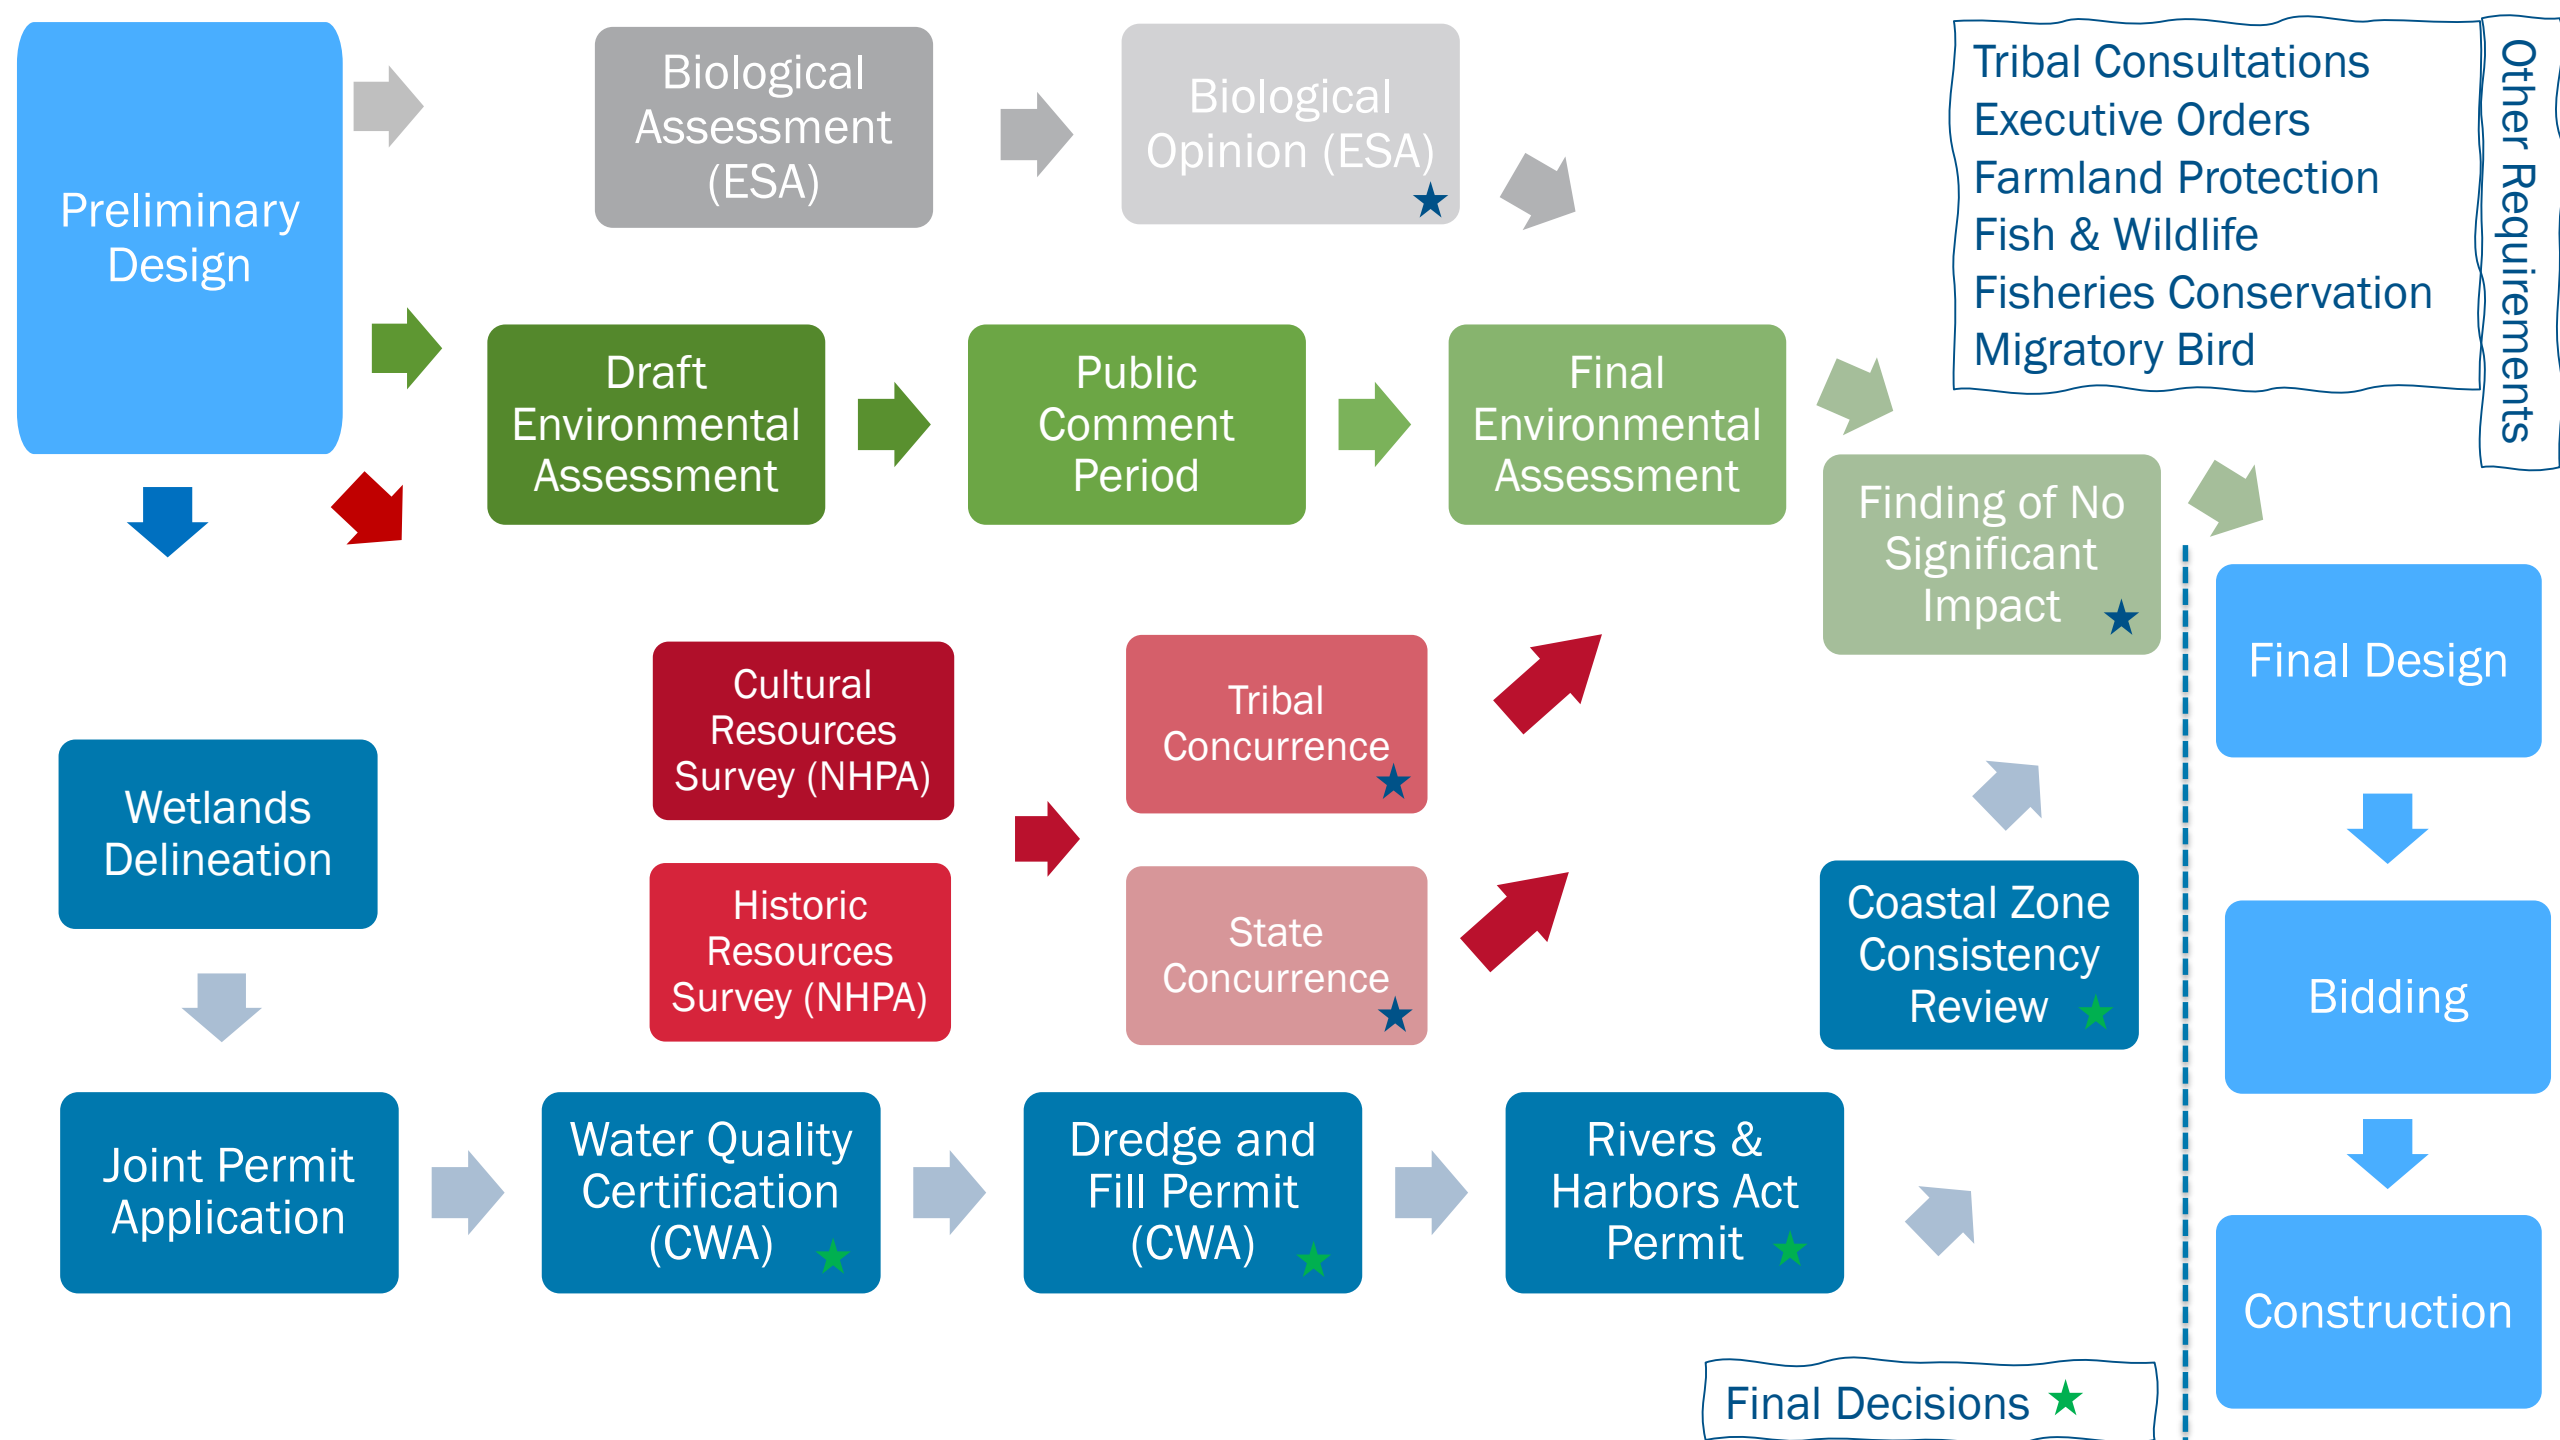 Preliminary
Design
Biological
Assessment
(ESA)
Biological
Opinion (ESA)
Tribal Consultations
Executive Orders
Farmland Protection
Fish & Wildlife
Fisheries Conservation
Migratory Bird
Other Requirements
Draft
Environmental
Assessment
Public
Comment
Period
Final
Environmental
Assessment
Finding of No
Significant
Impact
Final Design
Cultural
Resources
Survey (NHPA)
Tribal
Concurrence
Wetlands
Delineation
Historic
Resources
Survey (NHPA)
State
Concurrence
Coastal Zone
Consistency
Review
Bidding
Joint Permit
Application
Water Quality
Certification
(CWA)
Dredge and
Fill Permit
(CWA)
Rivers &
Harbors Act
Permit
Construction
Final Decisions